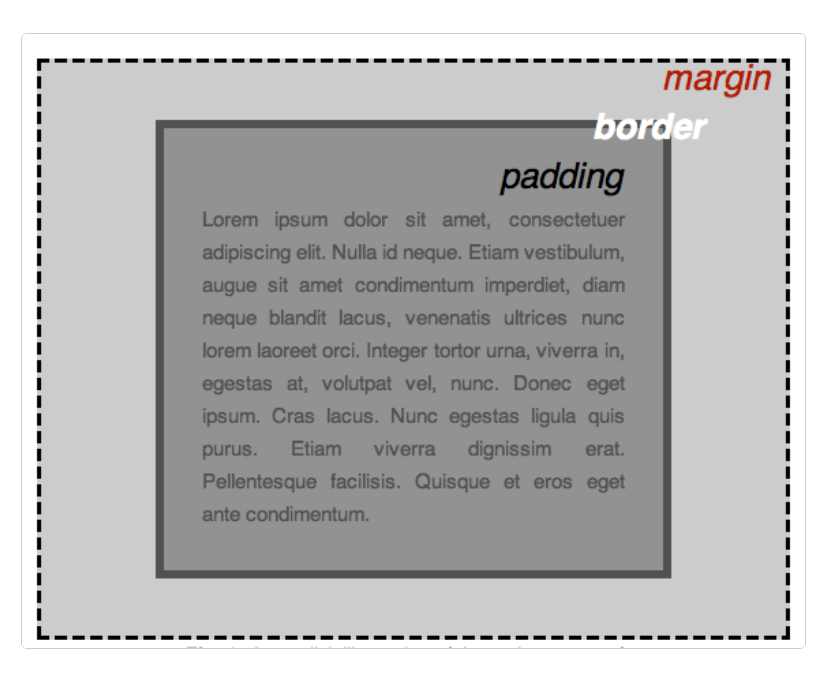 margin
border
padding
Lorem ipsum dolor sit amet, consectetuer
adipiscing elit. Nulla id neque. Etiam vestibulum,
augue sit amet condimentum imperdiet, diam
neque blandit lacus, venenatis ultrices nunc
lorem laoreet orci. Integer tortor urna, viverra in,
egestas at, volutpat vel, nunc. Donec eget
ipsum. Cras lacus. Nunc egestas ligula quis
purus. Etiam viverra dignissim erat.
Pellentesque facilisis. Quisque et eros eget
ante condimentum.